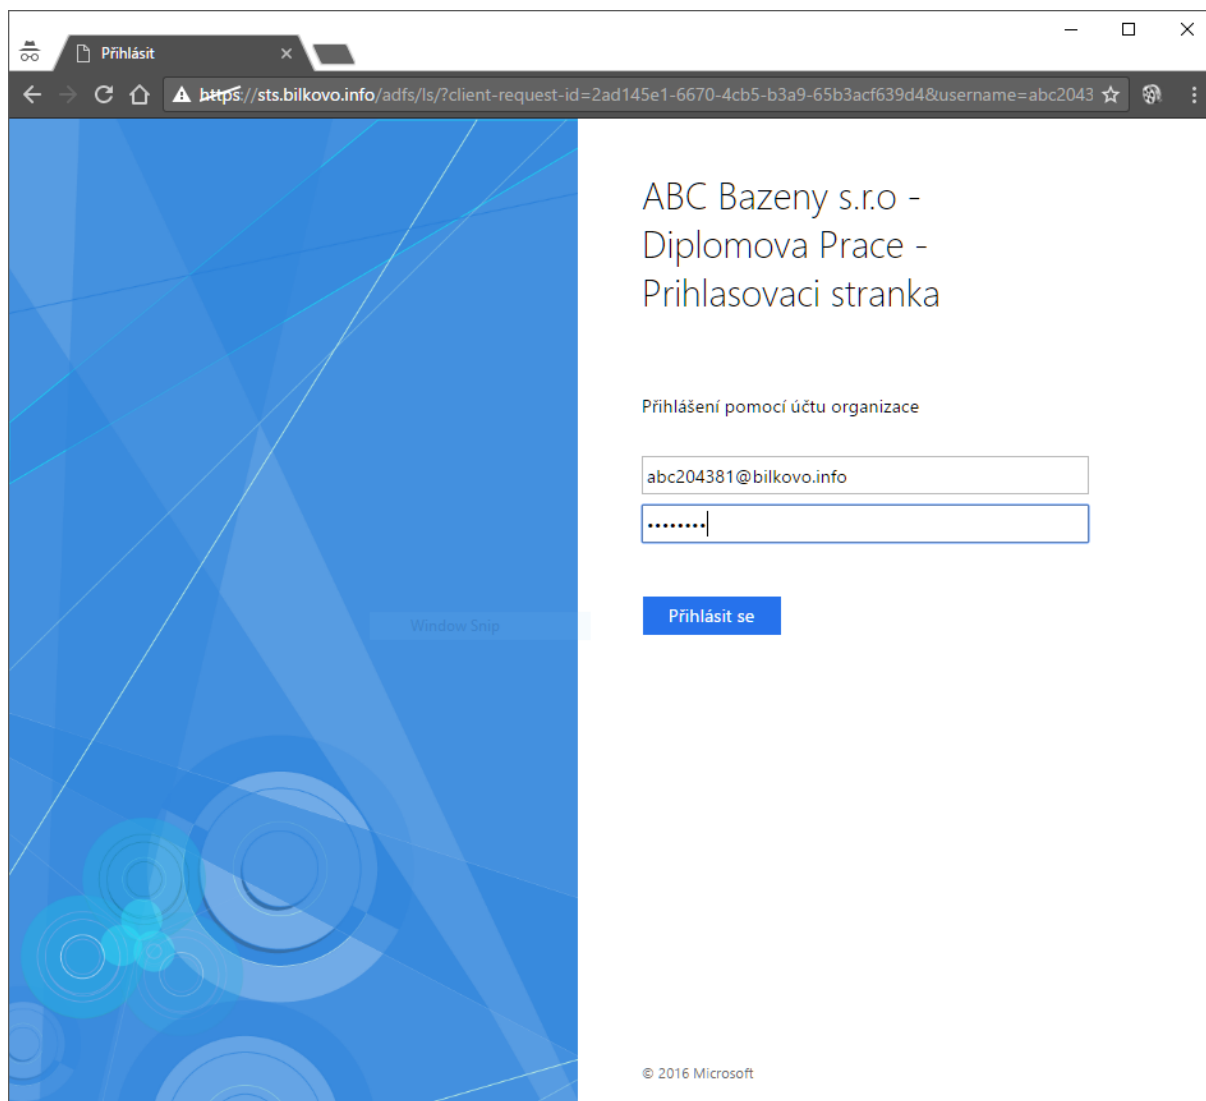 Přihlásit
https://sts.bilkovo.info/adfs/ls/?client-request-id=2ad145e1-6670-4cb5-b3a9-65b3acf639d4&username=abc2043
ABC Bazeny s.r.o -
Diplomova Prace -
Prihlasovaci stranka
Přihlášení pomocí účtu organizace
abc204381@bilkovo.info
••••••••
Přihlásit se
Window Snip
© 2016 Microsoft